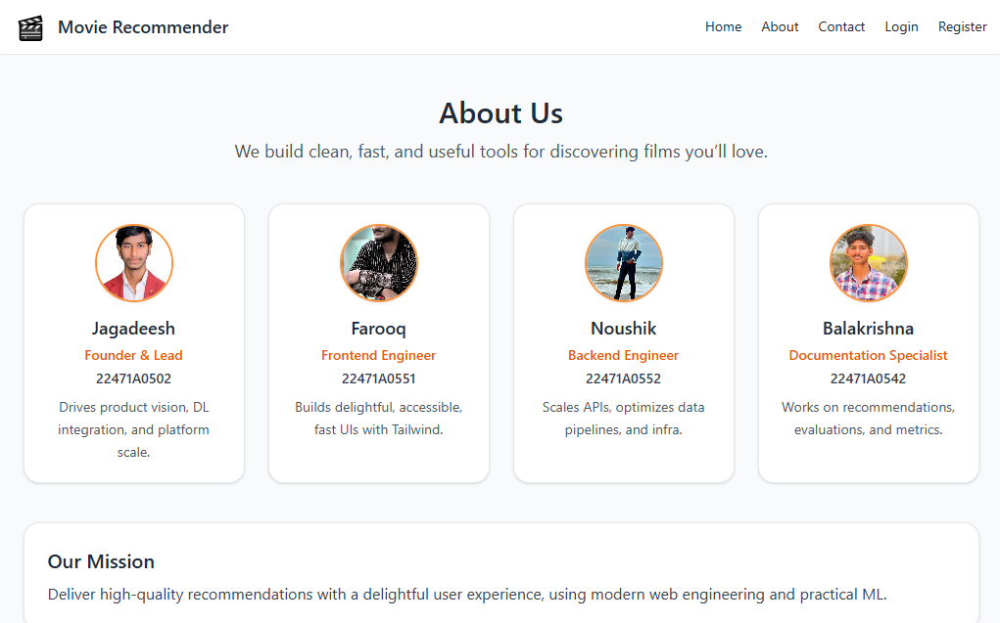 Movie Recommender
Home About Contact Login Register
About Us
We build clean, fast, and useful tools for discovering films you’ll love.
Jagadeesh
Founder & Lead
22471A0502
Drives product vision, DL
integration, and platform
scale.
Farooq
Frontend Engineer
22471A0551
Builds delightful, accessible,
fast UIs with Tailwind.
Noushik
Backend Engineer
22471A0552
Scales APIs, optimizes data
pipelines, and infra.
Balakrishna
Documentation Specialist
22471A0542
Works on recommendations,
evaluations, and metrics.
Our Mission
Deliver high-quality recommendations with a delightful user experience, using modern web engineering and practical ML.